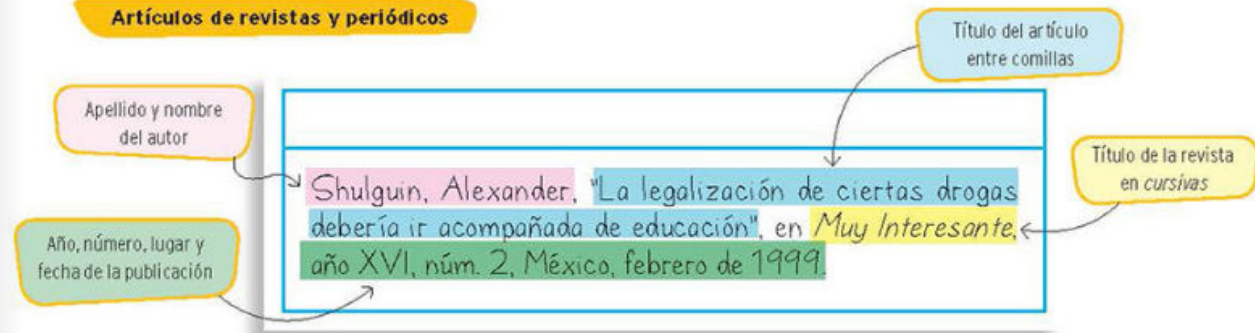 Artículos de revistas y periódicos
Título del artículo
entre comillas
Apellido y nombre
del autor
Título de la revista
en cursivas
Shulguin, Alexander, "La legalización de ciertas drogas
debería ir acompañada de educación", en Muy Interesante,
año XVI, núm. 2, México, febrero de 1999.
Año, número, lugar y
fecha de la publicación